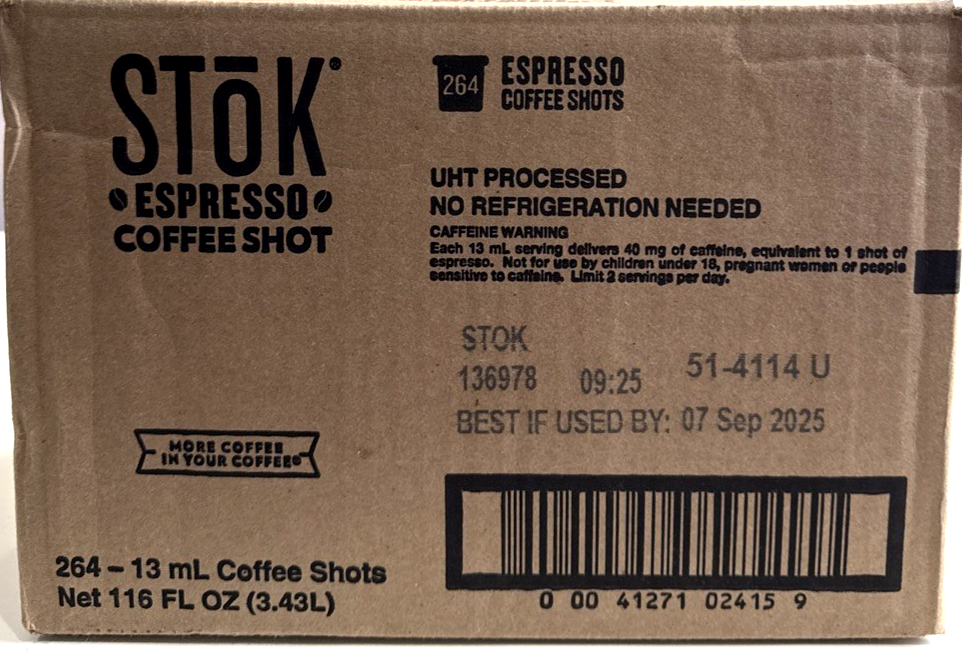 STōK®
ESPRESSO
COFFEE SHOT
264
ESPRESSO
COFFEE SHOTS
UHT PROCESSED
NO REFRIGERATION NEEDED
CAFFEINE WARNING
Each 13 mL serving delivers 40 mg of caffeine, equivalent to 1 shot of
espresso. Not for use by children under 18, pregnant women or people
sensitive to caffeine. Limit 2 servings per day.
STOK
136978 09:25 51-4114 U
BEST IF USED BY: 07 Sep 2025
MORE COFFEE
IN YOUR COFFEE®
264 – 13 mL Coffee Shots
Net 116 FL OZ (3.43L)
0 00 41271 02415 9